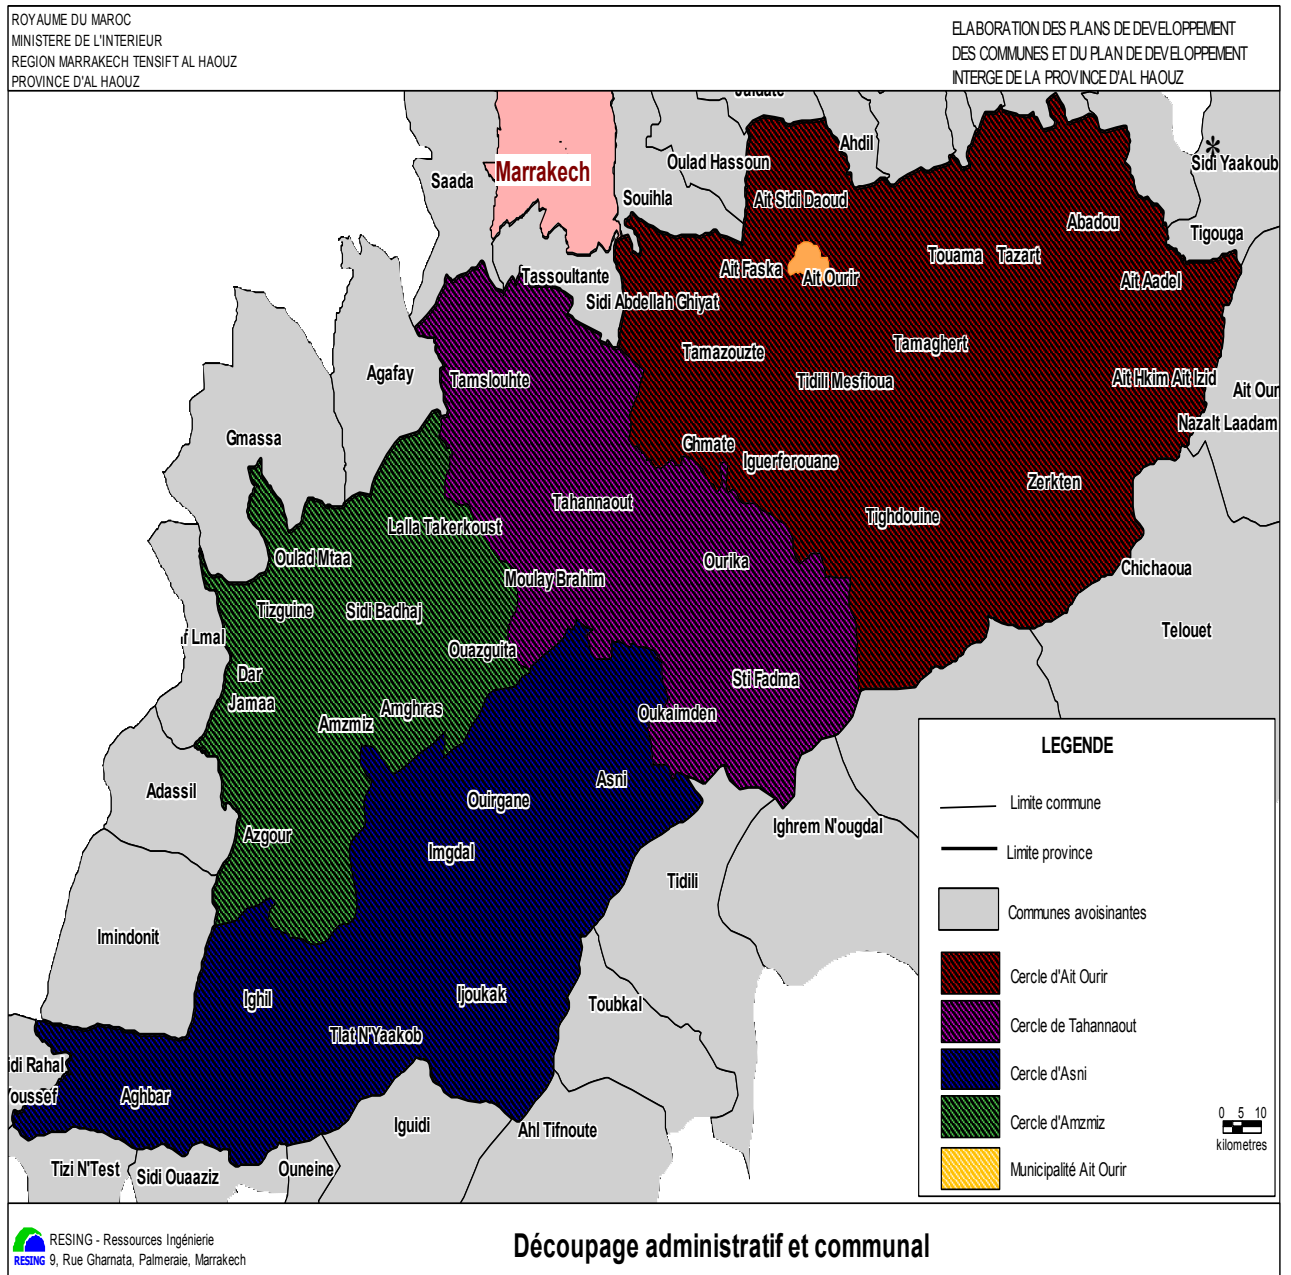 ROYAUME DU MAROC
MINISTERE DE L'INTERIEUR
REGION MARRAKECH TENSIFT AL HAOUZ
PROVINCE D'AL HAOUZ
ELABORATION DES PLANS DE DEVELOPPEMENT
DES COMMUNES ET DU PLAN DE DEVELOPPEMENT
INTERGE DE LA PROVINCE D'AL HAOUZ
Ahdil
Oulad Hassoun
Sidi Yaakoub
Marrakech
Saada
Souihla
Ait Sidi Daoud
Abadou
Tigouga
Touama
Tazart
Ait Faska
Ait Ourir
Tassoultante
Ait Aadel
Sidi Abdellah Ghiyat
Tamaghert
Tamazouzte
Agafay
Tamslouhte
Tidili Mesfioua
Ait Hkim Ait Izid
Ait Our
Nazalt Laadam
Gmassa
Ghmate
Iguerferouane
Zerkten
Tahannaout
Tighdouine
Lalla Takerkoust
Oulad Mtaa
Ourika
Chichaoua
Moulay Brahim
Tizguine
Sidi Badhaj
Telouet
f Lmal
Ouazguita
Dar
Jamaa
Sti Fadma
Amghras
Oukaimden
Amzmiz
Asni
Adassil
Ouirgane
Ighrem N'ougdal
Azgour
Imgdal
Tidili
Imindonit
Ighil
Ijoukak
Toubkal
Tlat N'Yaakob
idi Rahal
Youssef
Aghbar
Iguidi
Ahl Tifnoute
Tizi N'Test
Sidi Ouaaziz
Ouneine
LEGENDE
Limite commune
Limite province
Communes avoisinantes
Cercle d'Ait Ourir
Cercle de Tahannaout
Cercle d'Asni
Cercle d'Amzmiz
Municipalité Ait Ourir
0 5 10
kilometres
RESING
RESING - Ressources Ingénierie
9, Rue Gharnata, Palmeraie, Marrakech
Découpage administratif et communal